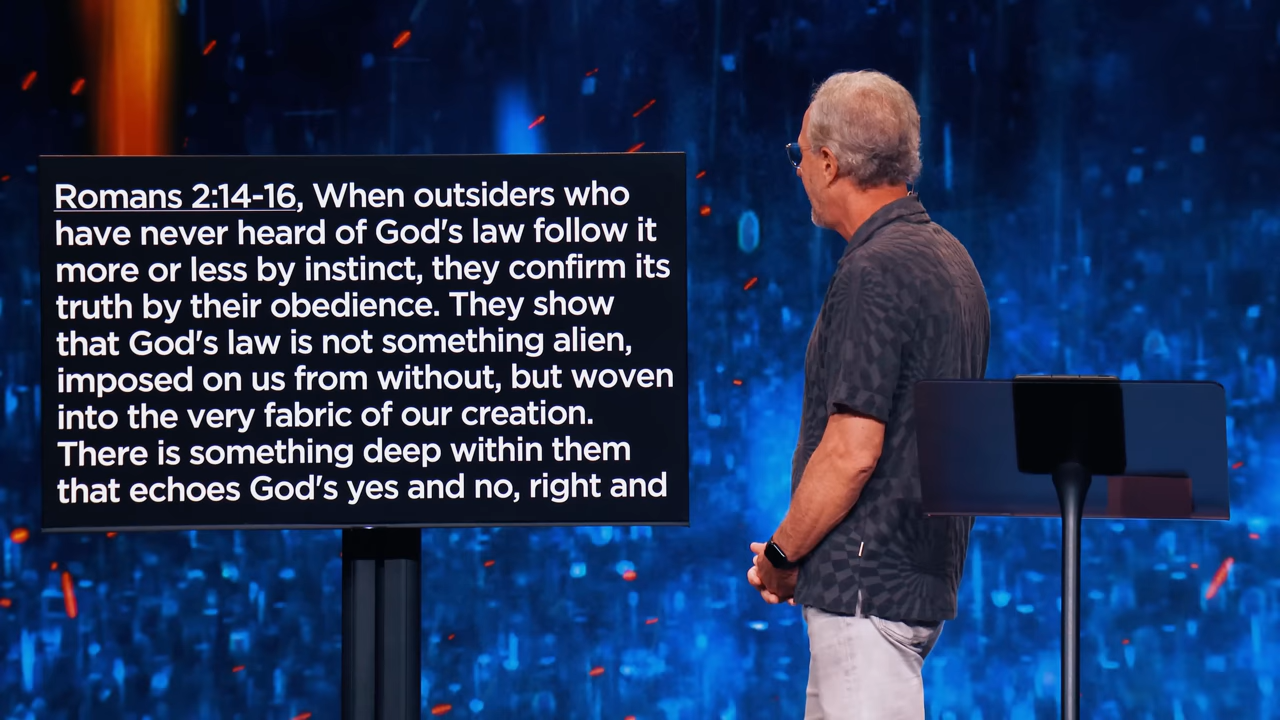 Romans 2:14-16, When outsiders who
have never heard of God's law follow it
more or less by instinct, they confirm its
truth by their obedience. They show
that God's law is not something alien,
imposed on us from without, but woven
into the very fabric of our creation.
There is something deep within them
that echoes God's yes and no, right and